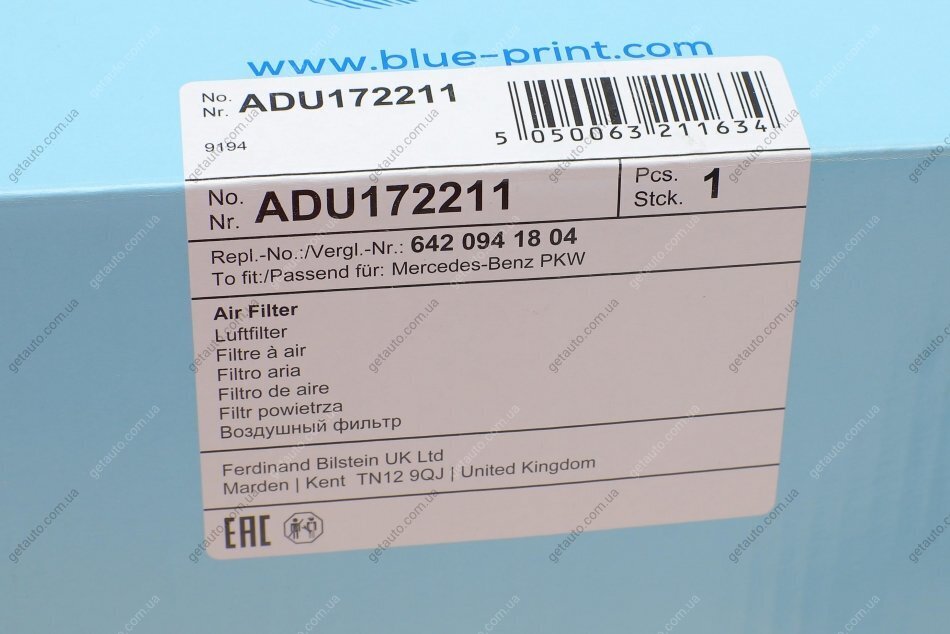 www.blue-print.com
No.
Nr. ADU172211
5 050063 211634
9194
No.
Nr. ADU172211
Pcs.
Stck. 1
Repl.-No.:/Vergl.-Nr.: 642 094 18 04
To fit:/Passend für: Mercedes-Benz PKW
Air Filter
Luftfilter
Filtre à air
Filtro aria
Filtro de aire
Filtr powietrza
Воздушный фильтр
Ferdinand Bilstein UK Ltd
Marden | Kent TN12 9QJ | United Kingdom
EAC
getauto.com.ua